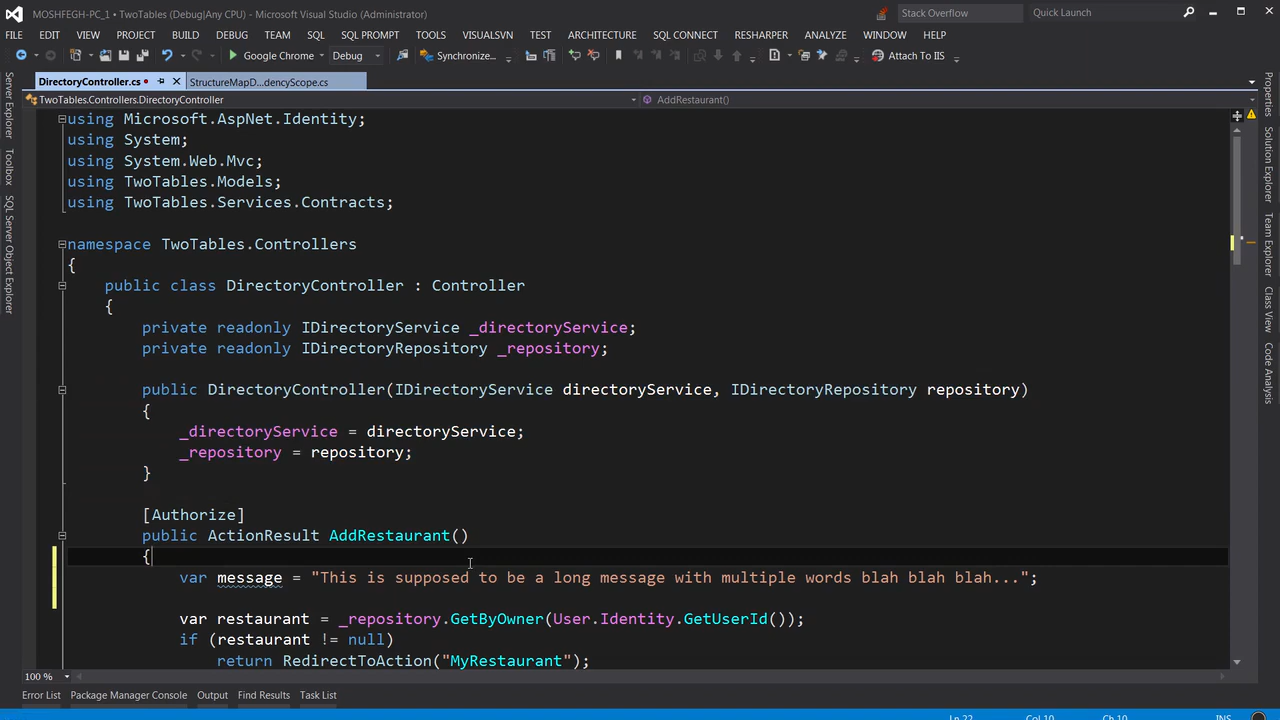 MOSHFEGH-PC_1 • TwoTables (Debug|Any CPU) - Microsoft Visual Studio (Administrator)
Stack Overflow
Quick Launch
FILE EDIT VIEW PROJECT BUILD DEBUG TEAM SQL SQL PROMPT TOOLS VISUALSVN TEST ARCHITECTURE SQL CONNECT RESHARPER ANALYZE WINDOW HELP
Google Chrome Debug Synchronize... Attach To IIS
DirectoryController.cs StructureMapD...dencyScope.cs
TwoTables.Controllers.DirectoryController AddRestaurant()
Server Explorer
Toolbox
SQL Server Object Explorer
using Microsoft.AspNet.Identity;
using System;
using System.Web.Mvc;
using TwoTables.Models;
using TwoTables.Services.Contracts;
namespace TwoTables.Controllers
{
public class DirectoryController : Controller
{
private readonly IDirectoryService _directoryService;
private readonly IDirectoryRepository _repository;
public DirectoryController(IDirectoryService directoryService, IDirectoryRepository repository)
{
_directoryService = directoryService;
_repository = repository;
}
[Authorize]
public ActionResult AddRestaurant()
{
var message = "This is supposed to be a long message with multiple words blah blah blah...";
var restaurant = _repository.GetByOwner(User.Identity.GetUserId());
if (restaurant != null)
return RedirectToAction("MyRestaurant");
Properties
Solution Explorer
Team Explorer
Class View
Code Analysis
100 %
Error List Package Manager Console Output Find Results Task List
Ln 22 Col 10 Ch 10 INS